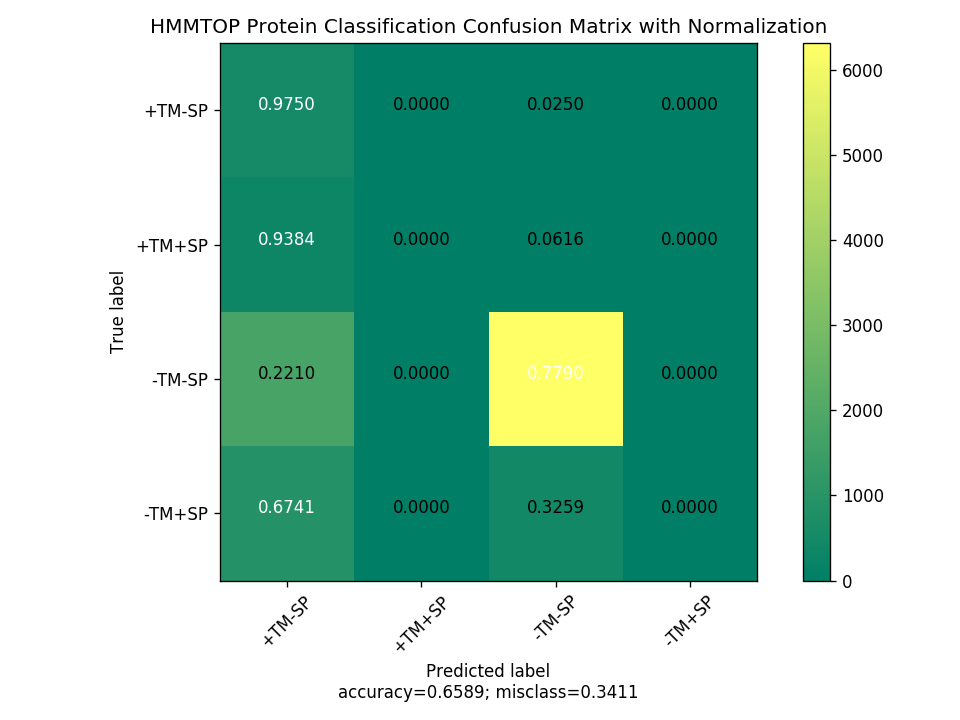 HMMTOP Protein Classification Confusion Matrix with Normalization
+TM-SP 0.9750 0.0000 0.0250 0.0000
+TM+SP 0.9384 0.0000 0.0616 0.0000
-TM-SP 0.2210 0.0000 0.7790 0.0000
-TM+SP 0.6741 0.0000 0.3259 0.0000
True label
+TM-SP +TM+SP -TM-SP -TM+SP
Predicted label
accuracy=0.6589; misclass=0.3411
6000
5000
4000
3000
2000
1000
0